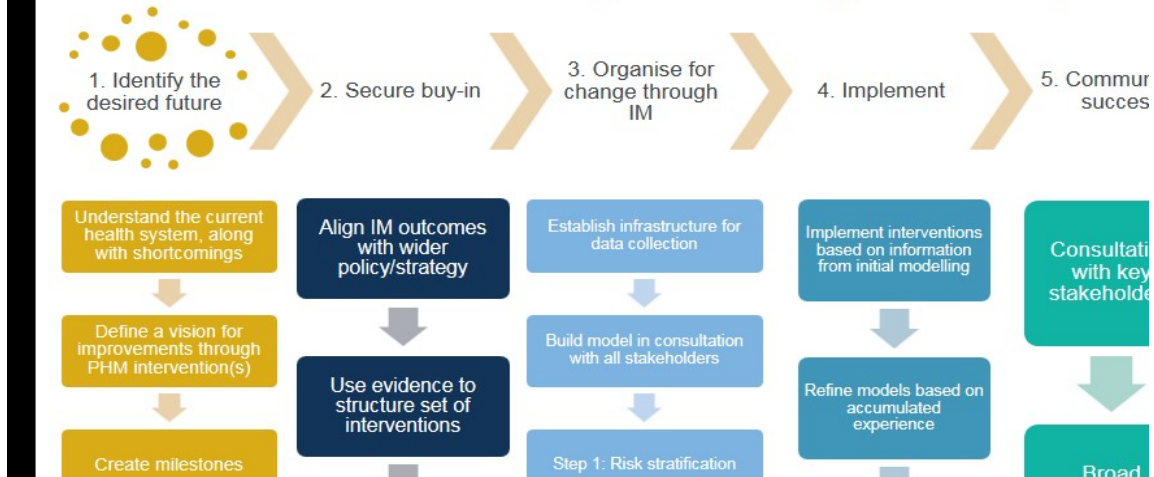 1. Identify the
desired future
2. Secure buy-in
3. Organise for
change through
IM
4. Implement
5.
Understand the current
health system, along
with shortcomings
Define a vision for
improvements through
PHM intervention(s)
Create milestones
Align IM outcomes
with wider
policy/strategy
Use evidence to
structure set of
interventions
Establish infrastructure for
data collection
Build model in consultation
with all stakeholders
Step 1: Risk stratification
Implement interventions
based on information
from initial modelling
Refine models based on
accumulated
experience
with key
Broad